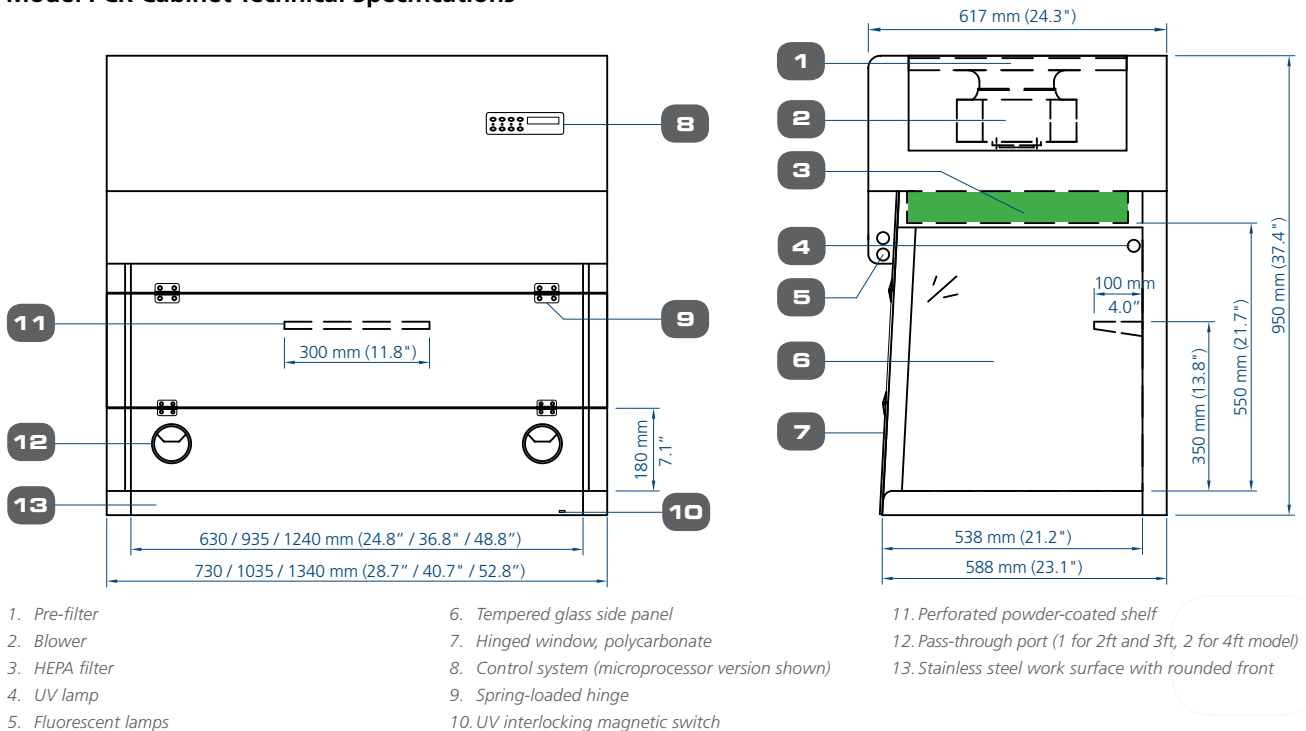 Model PCR Cabinet Technical Specifications
617 mm (24.3")
1
2
3
4
5
6
7
8
9
10
11
12
13
300 mm (11.8")
180 mm
7.1”
630 / 935 / 1240 mm (24.8” / 36.8" / 48.8”)
730 / 1035 / 1340 mm (28.7” / 40.7" / 52.8”)
100 mm
4.0”
350 mm (13.8")
550 mm (21.7")
950 mm (37.4")
538 mm (21.2")
588 mm (23.1")
1. Pre-filter
2. Blower
3. HEPA filter
4. UV lamp
5. Fluorescent lamps
6. Tempered glass side panel
7. Hinged window, polycarbonate
8. Control system (microprocessor version shown)
9. Spring-loaded hinge
10. UV interlocking magnetic switch
11. Perforated powder-coated shelf
12. Pass-through port (1 for 2ft and 3ft, 2 for 4ft model)
13. Stainless steel work surface with rounded front